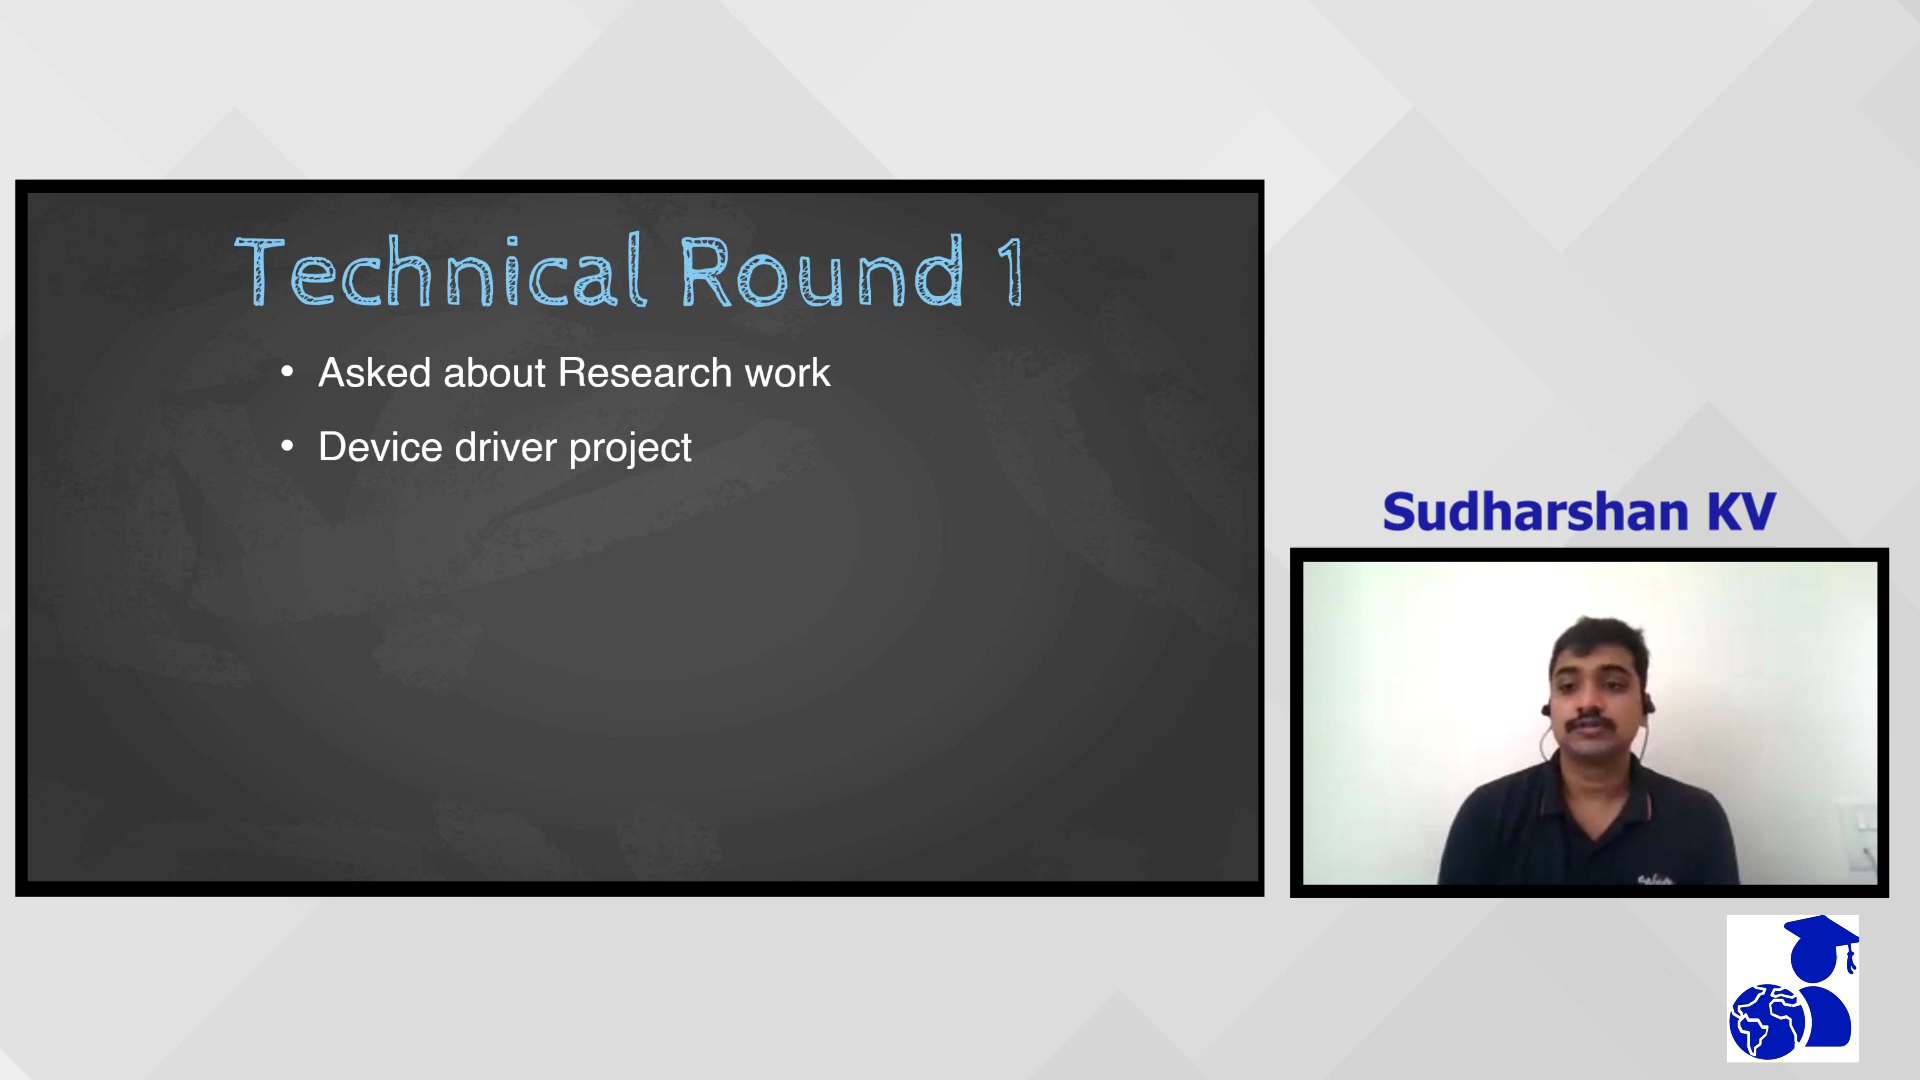 Technical Round 1
• Asked about Research work
• Device driver project
Sudharshan KV